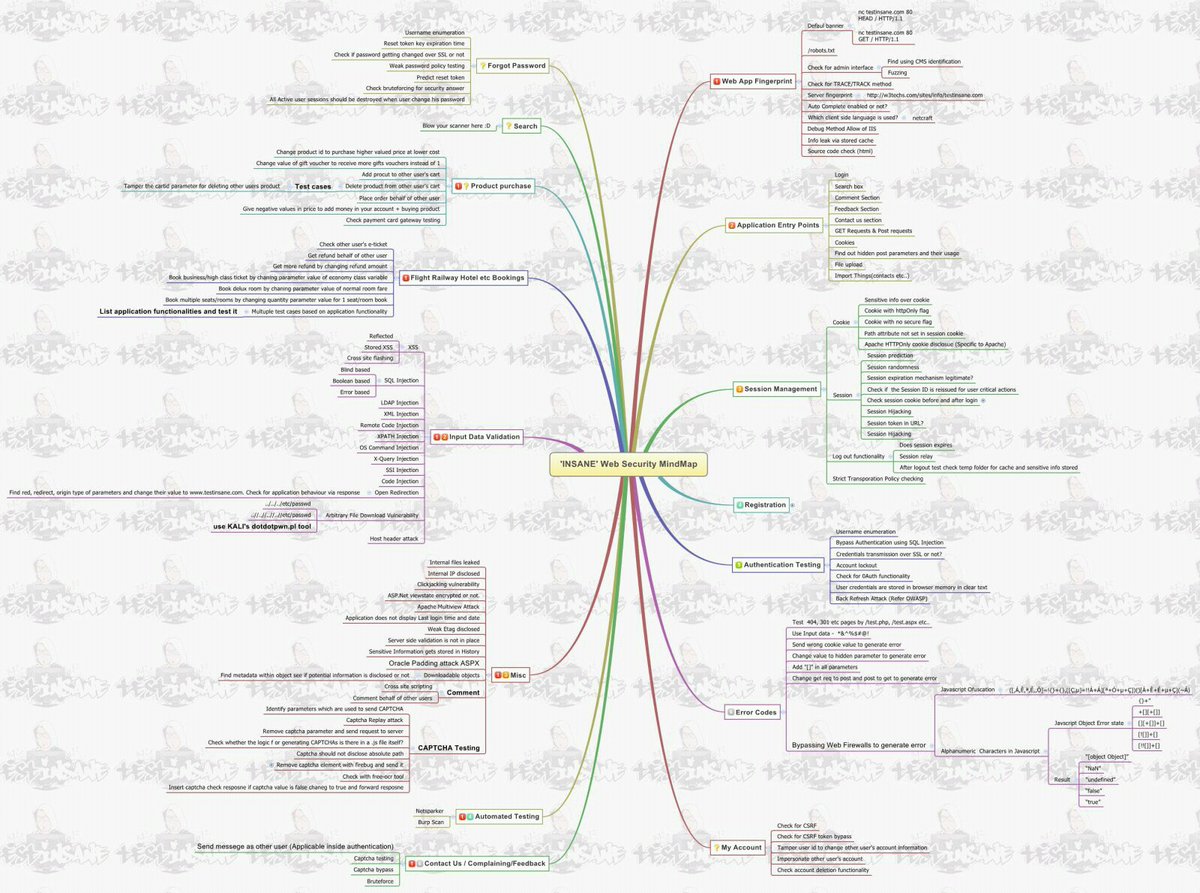 'INSANE' Web Security MindMap
Web App Fingerprint
Defaul banner
nc testinsane.com 80
HEAD / HTTP/1.1
nc testinsane.com 80
GET / HTTP/1.1
/robots.txt
Check for admin interface
Find using CMS identification
Fuzzing
Check for TRACE/TRACK method
Server fingerprint
http://w3techs.com/sites/info/testinsane.com
Auto Complete enabled or not?
Which client side language is used?
netcraft
Debug Method Allow of IIS
Info leak via stored cache
Source code check (html)
Application Entry Points
Login
Search box
Comment Section
Feedback Section
Contact us section
GET Requests & Post requests
Cookies
Find out hidden post parameters and their usage
File upload
Import Things(contacts etc..)
Session Management
Cookie
Sensitive info over cookie
Cookie with httpOnly flag
Cookie with no secure flag
Path attribute not set in session cookie
Apache HTTPOnly cookie disclosue (Specific to Apache)
Session
Session prediction
Session randomness
Session expiration mechanism legitimate?
Check if the Session ID is reissued for user critical actions
Check session cookie before and after login
Session Hijacking
Session token in URL?
Session Hijacking
Log out functionality
Does session expires
Session relay
After logout test check temp folder for cache and sensitive info stored
Strict Transporation Policy checking
Registration
Authentication Testing
Username enumeration
Bypass Authentication using SQL Injection
Credentials transmission over SSL or not?
Account lockout
Check for OAuth functionality
User credentials are stored in browser memory in clear text
Back Refresh Attack (Refer OWASP)
Error Codes
Test 404, 301 etc pages by /test.php, /test.aspx etc..
Use Input data - *&^%$#@!
Send wrong cookie value to generate error
Change value to hidden parameter to generate error
Add "[]" in all parameters
Change get req to post and post to get to generate error
Bypassing Web Firewalls to generate error
Javascript Ofuscation
Alphanumeric Characters in Javascript
Javscript Object Error state
{}+''
+[][+[]]
[][+[]]+[]
[![]]+[]
[!![]]+[]
Result
"[object Object]"
"NaN"
"undefined"
"false"
"true"
My Account
Check for CSRF
Check for CSRF token bypass
Tamper user id to change other user's account information
Impersonate other user's account
Check account deletion functionality
Forgot Password
Username enumeration
Reset token key expiration time
Check if password getting changed over SSL or not
Weak password policy testing
Predict reset token
Check bruteforcing for security answer
All Active user sessions should be destroyed when user change his password
Search
Blow your scanner here :D
Product purchase
Change product id to purchase higher valued price at lower cost
Change value of gift voucher to receive more gifts vouchers instead of 1
Add procut to other user's cart
Delete product from other user's cart
Test cases
Tamper the cartid parameter for deleting other users product
Place order behalf of other user
Give negative values in price to add money in your account + buying product
Check payment card gateway testing
Flight Railway Hotel etc Bookings
Check other user's e-ticket
Get refund behalf of other user
Get more refund by changing refund amount
Book business/high class ticket by chaning parameter value of economy class variable
Book delux room by chaning parameter value of normal room fare
Book multiple seats/rooms by changing quantity parameter value for 1 seat/room book
Multiple test cases based on application functionality
List application functionalities and test it
Input Data Validation
XSS
Reflected
Stored XSS
Cross site flashing
SQL Injection
Blind based
Boolean based
Error based
LDAP Injection
XML Injection
Remote Code Injection
XPATH Injection
OS Command Injection
X-Query Injection
SSI Injection
Code Injection
Open Redirection
Find red, redirect, origin type of parameters and change their value to www.testinsane.com. Check for application behaviour via response
Arbitrary File Download Vulnerability
../../../etc/passwd
..//..//..//..//etc/passwd
use KALI's dotdotpwn.pl tool
Host header attack
Misc
Internal files leaked
Internal IP disclosed
Clickjacking vulnerability
ASP.Net viewstate encrypted or not.
Apache Multiview Attack
Application does not display Last login time and date
Weak Etag disclosed
Server side validation is not in place
Sensitive Information gets stored in History
Oracle Padding attack ASPX
Downloadable objects
Find metadata within object see if potential information is disclosed or not
Comment
Cross site scripting
Comment behalf of other users
CAPTCHA Testing
Identify parameters which are used to send CAPTCHA
Captcha Replay attack
Remove captcha parameter and send request to server
Check whether the logic f or generating CAPTCHAs is there in a .js file itself?
Captcha should not disclose absolute path
Remove captcha element with firebug and send it
Check with free-ocr tool
Insert captcha check resposne if captcha value is false chaneg to true and forward resposne
Automated Testing
Netsparker
Burp Scan
Contact Us / Complaining/Feedback
Send messege as other user (Applicable inside authentication)
Captcha testing
Captcha bypass
Bruteforce